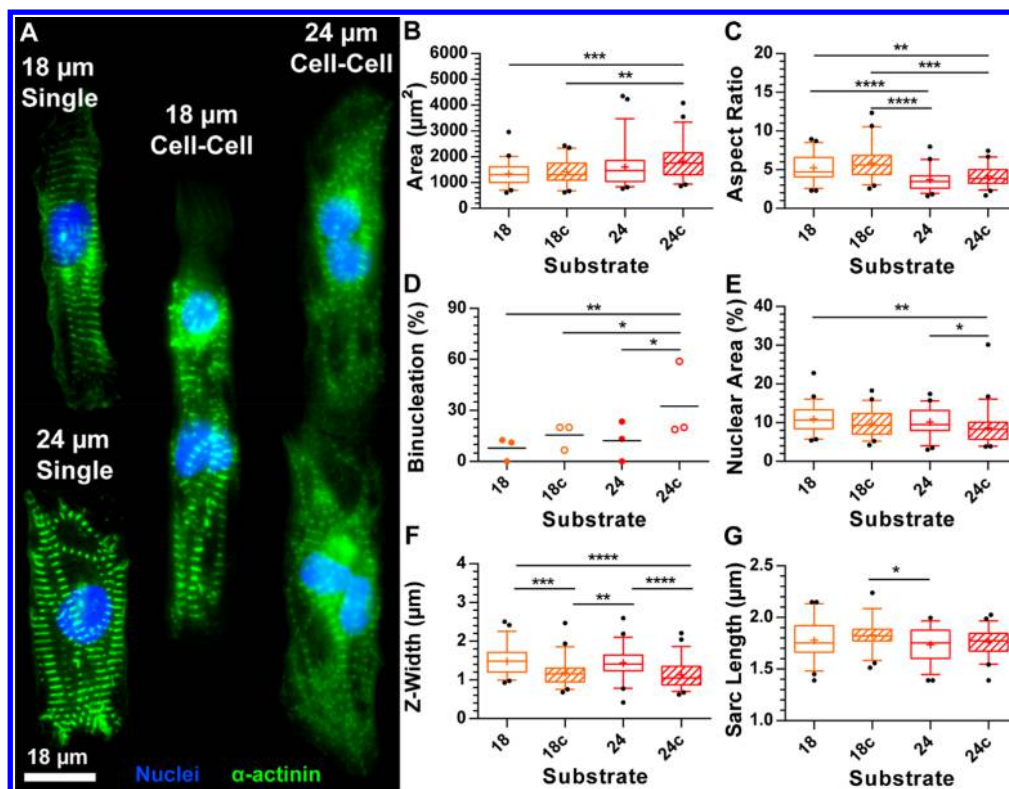 A
18 µm
Single
18 µm
Cell-Cell
24 µm
Cell-Cell
24 µm
Single
18 µm
Nuclei
α-actinin
B
Area (µm²)
6000
5000
4000
3000
2000
1000
0
***
**
18
18c
24
24c
Substrate
C
Aspect Ratio
20
15
10
5
0
**
***
****
****
18
18c
24
24c
Substrate
D
Binucleation (%)
90
60
30
0
**
*
*
18
18c
24
24c
Substrate
E
Nuclear Area (%)
40
30
20
10
0
**
*
18
18c
24
24c
Substrate
F
Z-Width (µm)
4
3
2
1
0
****
***
****
**
18
18c
24
24c
Substrate
G
Sarc Length (µm)
2.5
2.0
1.5
1.0
*
18
18c
24
24c
Substrate